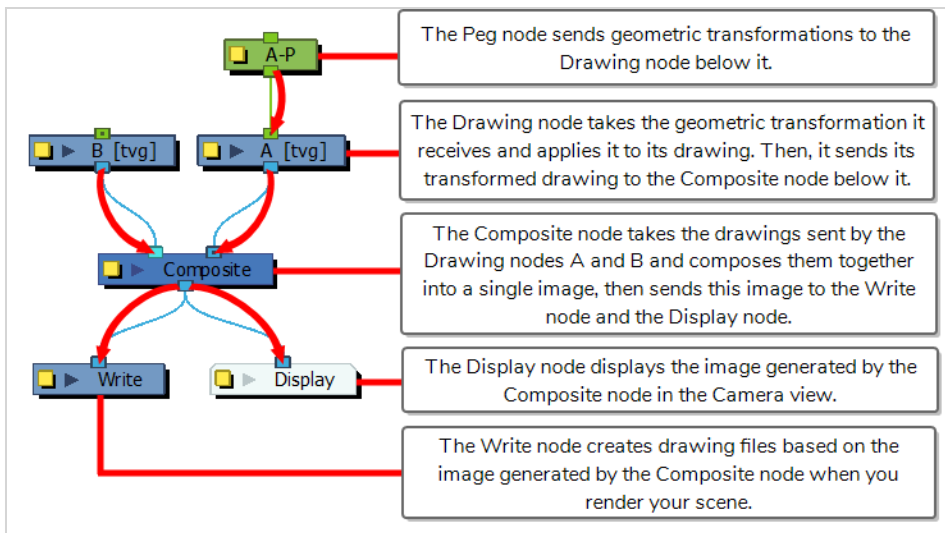 A-P
The Peg node sends geometric transformations to the
Drawing node below it.
B [tvg]
A [tvg]
The Drawing node takes the geometric transformation it
receives and applies it to its drawing. Then, it sends its
transformed drawing to the Composite node below it.
Composite
The Composite node takes the drawings sent by the
Drawing nodes A and B and composes them together
into a single image, then sends this image to the Write
node and the Display node.
Write
Display
The Display node displays the image generated by the
Composite node in the Camera view.
The Write node creates drawing files based on the
image generated by the Composite node when you
render your scene.